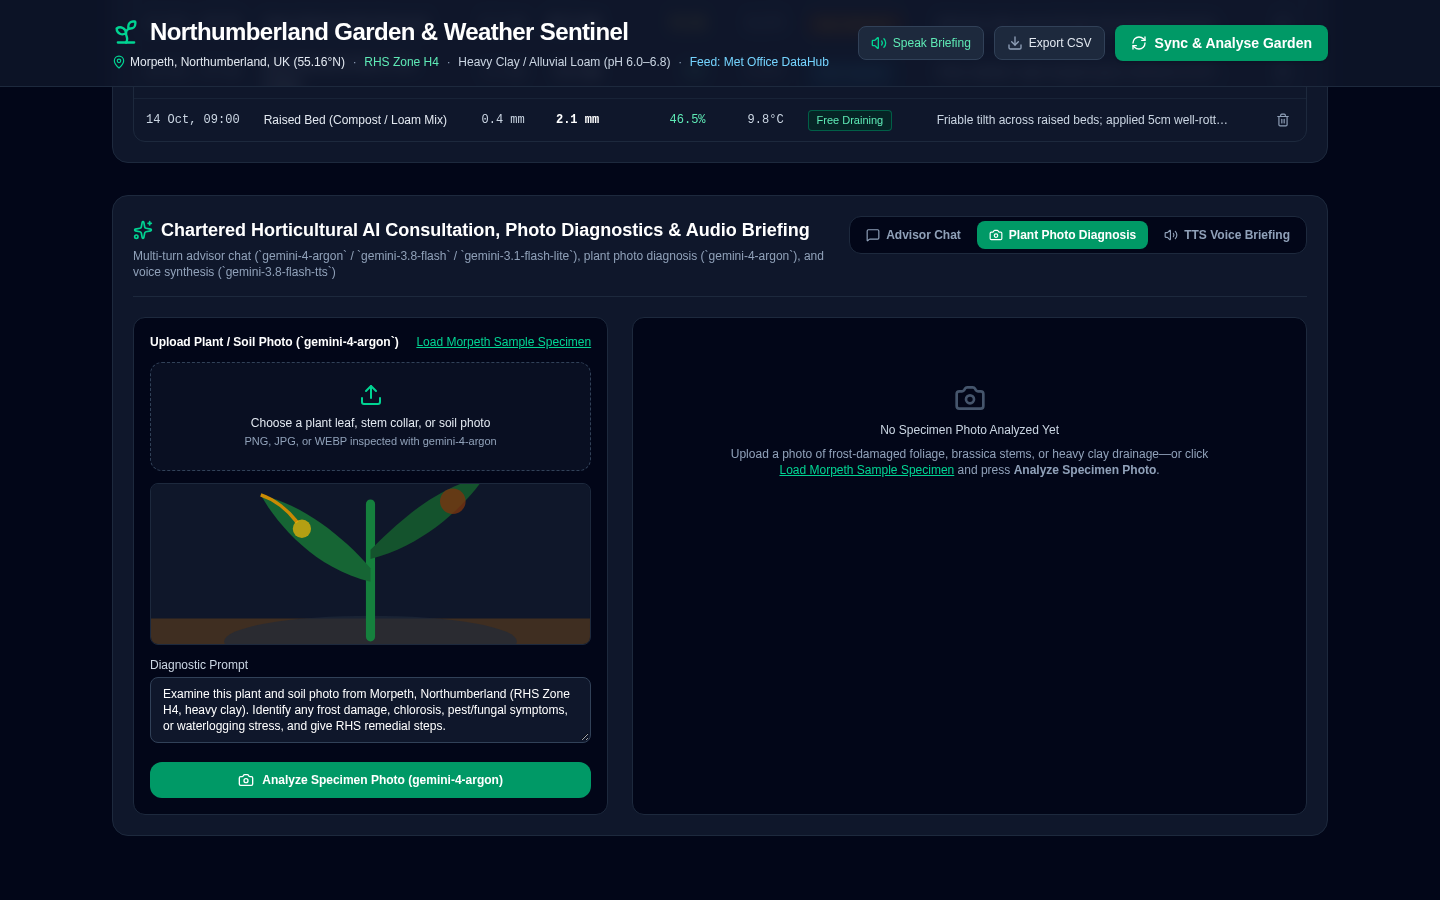 Northumberland Garden & Weather Sentinel
Morpeth, Northumberland, UK (55.16°N) · RHS Zone H4 · Heavy Clay / Alluvial Loam (pH 6.0–6.8) · Feed: Met Office DataHub
Speak Briefing
Export CSV
Sync & Analyse Garden
14 Oct, 09:00 Raised Bed (Compost / Loam Mix) 0.4 mm 2.1 mm 46.5% 9.8°C Free Draining Friable tilth across raised beds; applied 5cm well-rott…
Chartered Horticultural AI Consultation, Photo Diagnostics & Audio Briefing
Multi-turn advisor chat (`gemini-4-argon` / `gemini-3.8-flash` / `gemini-3.1-flash-lite`), plant photo diagnosis (`gemini-4-argon`), and
voice synthesis (`gemini-3.8-flash-tts`)
Advisor Chat
Plant Photo Diagnosis
TTS Voice Briefing
Upload Plant / Soil Photo (`gemini-4-argon`)
Load Morpeth Sample Specimen
Choose a plant leaf, stem collar, or soil photo
PNG, JPG, or WEBP inspected with gemini-4-argon
Diagnostic Prompt
Examine this plant and soil photo from Morpeth, Northumberland (RHS Zone
H4, heavy clay). Identify any frost damage, chlorosis, pest/fungal symptoms,
or waterlogging stress, and give RHS remedial steps.
Analyze Specimen Photo (gemini-4-argon)
No Specimen Photo Analyzed Yet
Upload a photo of frost-damaged foliage, brassica stems, or heavy clay drainage—or click
Load Morpeth Sample Specimen and press Analyze Specimen Photo.